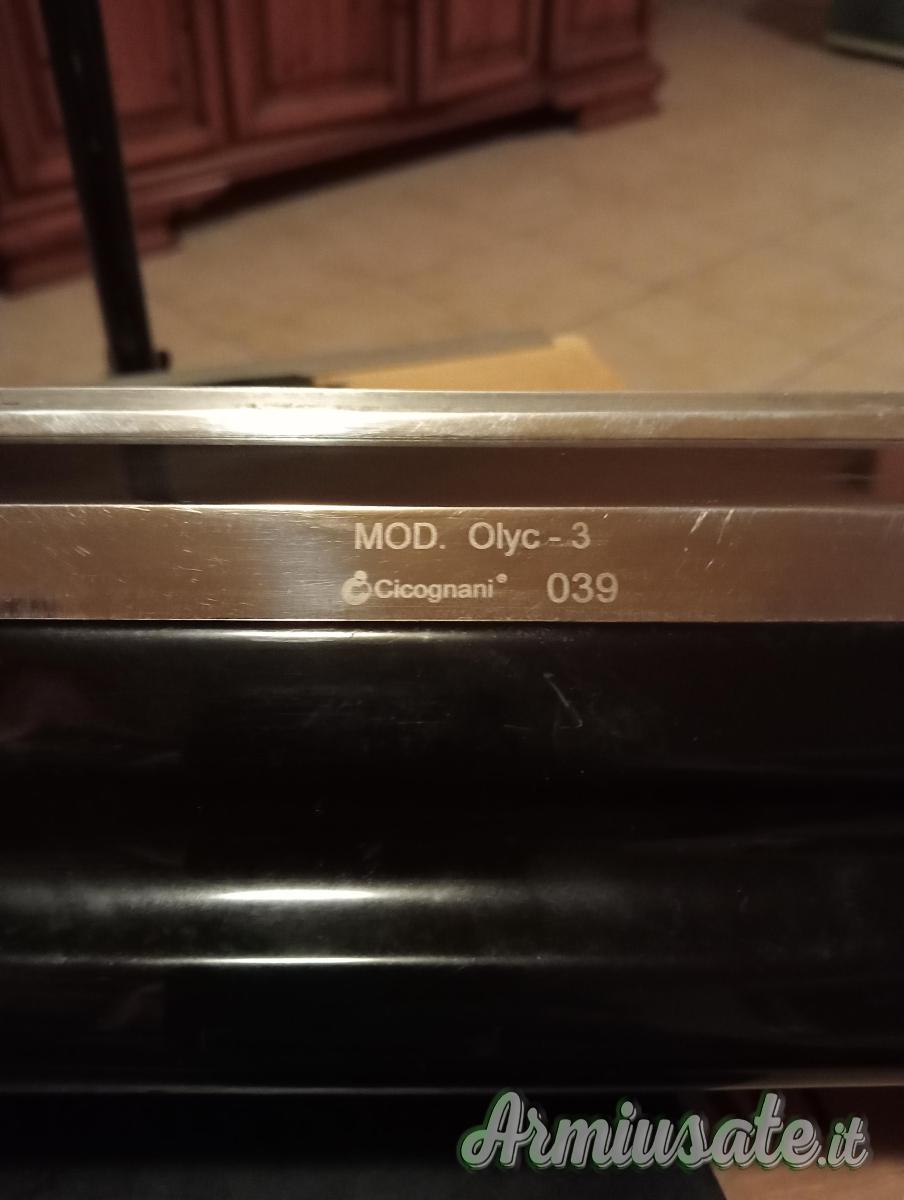 MOD. Olyc - 3
Cicognani® 039
Armiusate.it